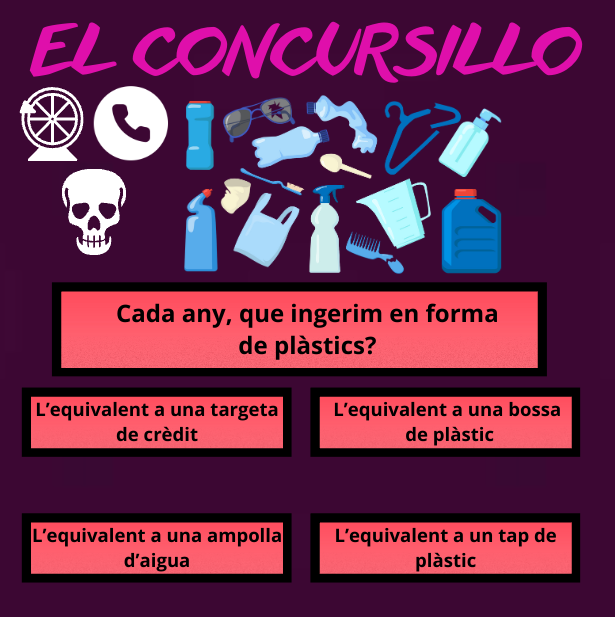 EL CONCURSILLO
Cada any, que ingerim en forma
de plàstics?
L'equivalent a una targeta
de crèdit
L'equivalent a una bossa
de plàstic
L'equivalent a una ampolla
d'aigua
L'equivalent a un tap de
plàstic